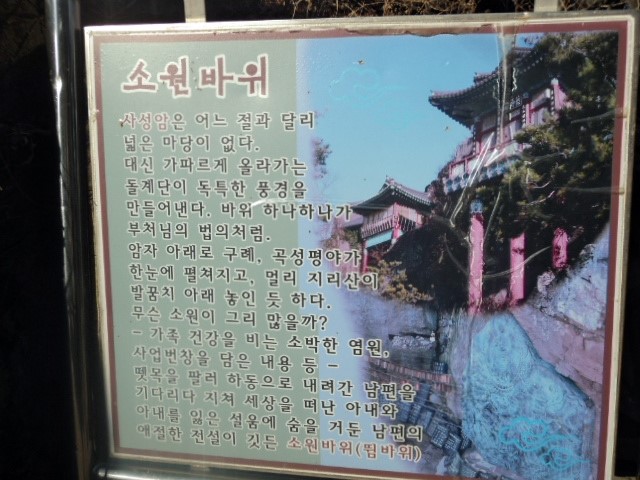 소원바위
사성암은 어느 절과 달리
넓은 마당이 없다.
대신 가파르게 올라가는
돌계단이 독특한 풍경을
만들어낸다. 바위 하나하나가
부처님의 법의처럼.
암자 아래로 구례, 곡성평야가
한눈에 펼쳐지고, 멀리 지리산이
발꿈치 아래 놓인 듯 하다.
무슨 소원이 그리 많을까?
- 가족 건강을 비는 소박한 염원,
사업번창을 담은 내용 등 -
뗏목을 팔러 하동으로 내려간 남편을
기다리다 지쳐 세상을 떠난 아내와
아내를 잃은 설움에 숨을 거둔 남편의
애절한 전설이 깃든 소원바위(뜀바위)